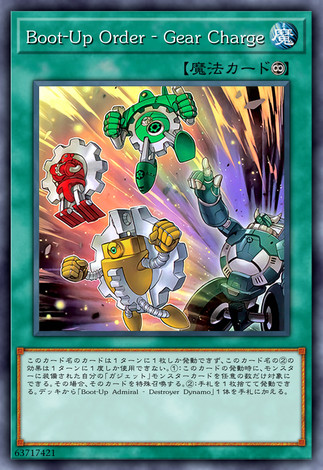 Boot-Up Order - Gear Charge 魔
【魔法カード】
このカード名のカードは1ターンに1枚しか発動できず、このカード名の②の
効果は1ターンに1度しか使用できない。①：このカードの発動時に、モンスタ
ーに装備された自分の「ガジェット」モンスターカードを任意の数だけ対象に
できる。その場合、そのカードを特殊召喚する。②：手札を1枚捨てて発動でき
る。デッキから「Boot-Up Admiral - Destroyer Dynamo」1体を手札に加える。
63717421